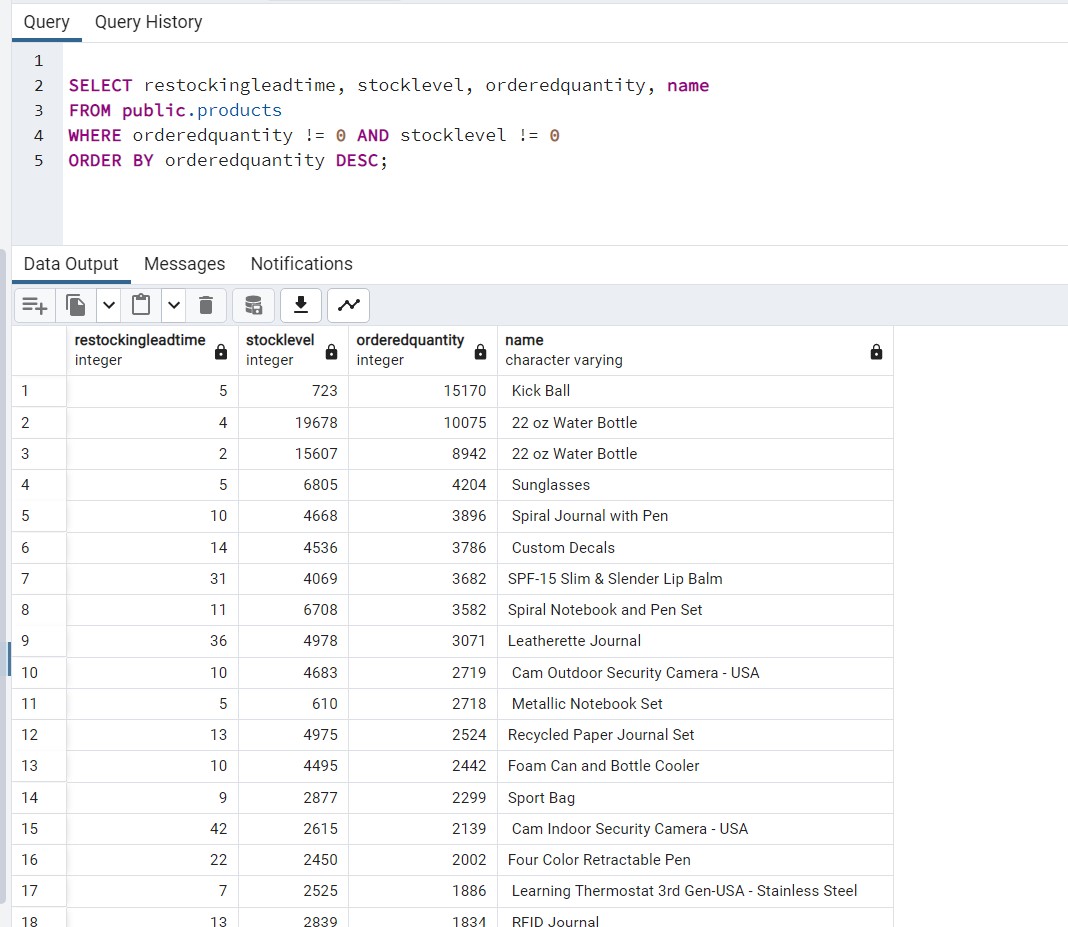 Query Query History
1
2 SELECT restockingleadtime, stocklevel, orderedquantity, name
3 FROM public.products
4 WHERE orderedquantity != 0 AND stocklevel != 0
5 ORDER BY orderedquantity DESC;
Data Output Messages Notifications
restockingleadtime stocklevel orderedquantity name
integer integer integer character varying
1 5 723 15170 Kick Ball
2 4 19678 10075 22 oz Water Bottle
3 2 15607 8942 22 oz Water Bottle
4 5 6805 4204 Sunglasses
5 10 4668 3896 Spiral Journal with Pen
6 14 4536 3786 Custom Decals
7 31 4069 3682 SPF-15 Slim & Slender Lip Balm
8 11 6708 3582 Spiral Notebook and Pen Set
9 36 4978 3071 Leatherette Journal
10 10 4683 2719 Cam Outdoor Security Camera - USA
11 5 610 2718 Metallic Notebook Set
12 13 4975 2524 Recycled Paper Journal Set
13 10 4495 2442 Foam Can and Bottle Cooler
14 9 2877 2299 Sport Bag
15 42 2615 2139 Cam Indoor Security Camera - USA
16 22 2450 2002 Four Color Retractable Pen
17 7 2525 1886 Learning Thermostat 3rd Gen-USA - Stainless Steel
18 13 2839 1834 RFID Journal